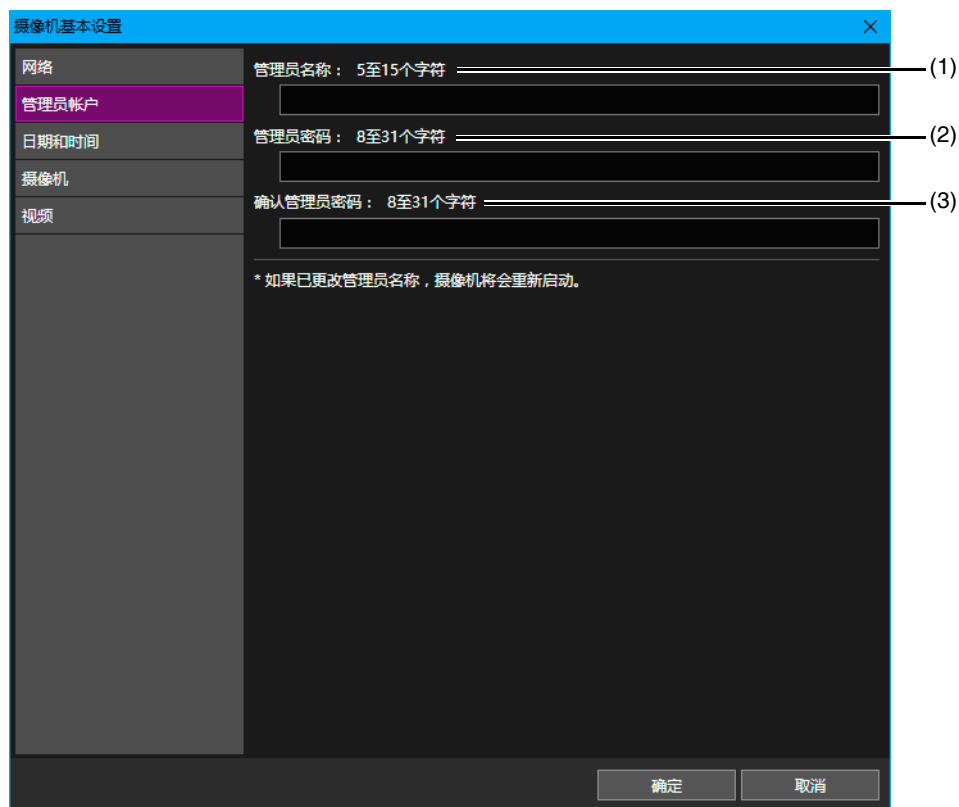 摄像机基本设置
网络
管理员帐户
日期和时间
摄像机
视频
管理员名称： 5至15个字符
(1)
管理员密码： 8至31个字符
(2)
确认管理员密码： 8至31个字符
(3)
* 如果已更改管理员名称，摄像机将会重新启动。
确定
取消